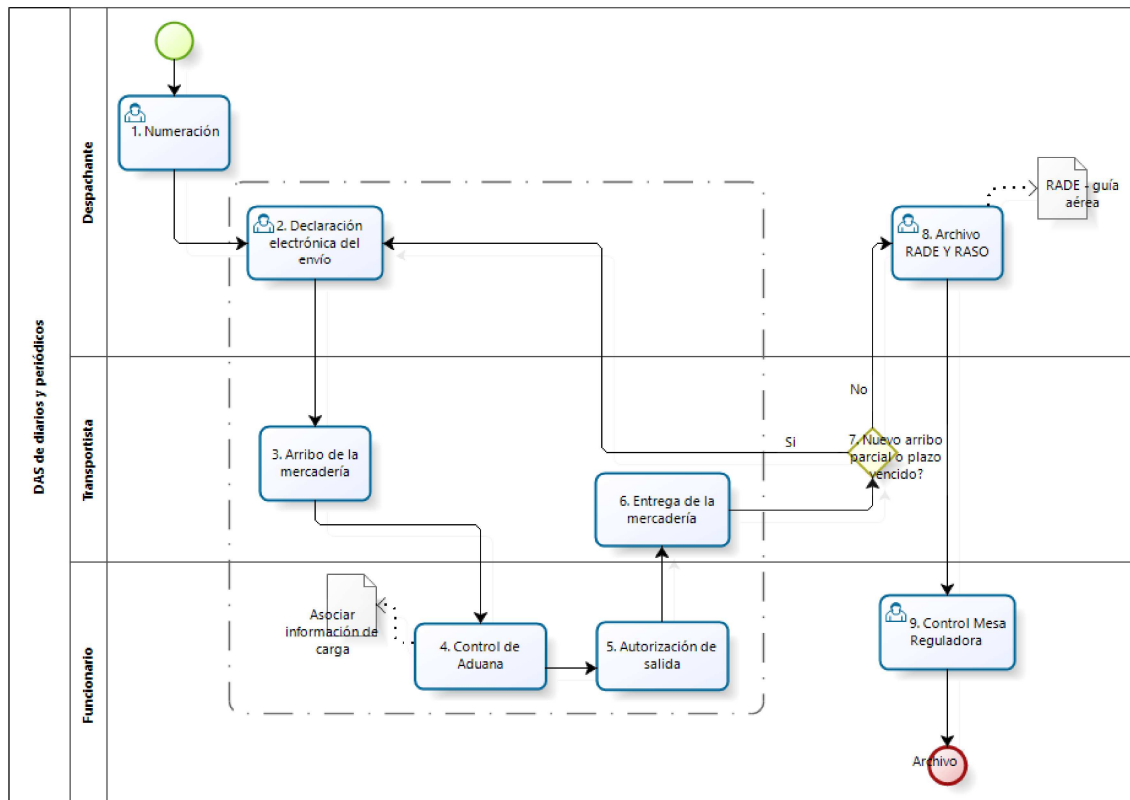 DAS de diarios y periódicos
Despachante
1. Numeración
2. Declaración
electrónica del
envío
8. Archivo
RADE Y RASO
RADE - guía
aérea
Transportista
3. Arribo de la
mercadería
6. Entrega de la
mercadería
Si
No
7. Nuevo arribo
parcial o plazo
vencido?
Funcionario
Asociar
información de
carga
4. Control de
Aduana
5. Autorización de
salida
9. Control Mesa
Reguladora
Archivo